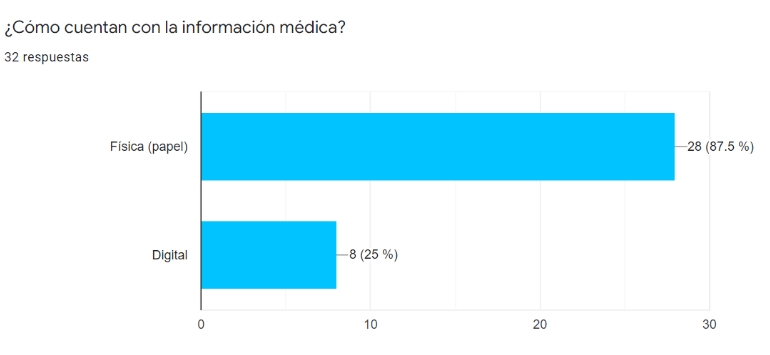 ¿Cómo cuentan con la información médica?
32 respuestas
Física (papel)
28 (87.5 %)
Digital
8 (25 %)
0
10
20
30